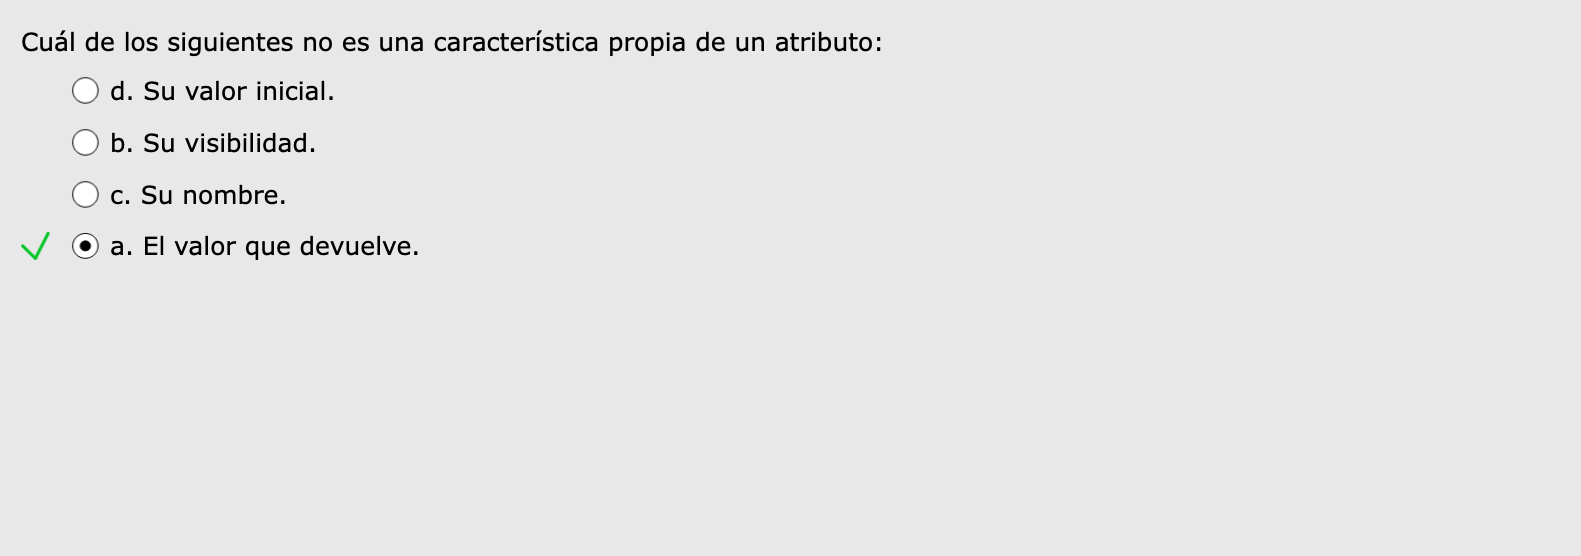 Cuál de los siguientes no es una característica propia de un atributo:
d. Su valor inicial.
b. Su visibilidad.
c. Su nombre.
a. El valor que devuelve.